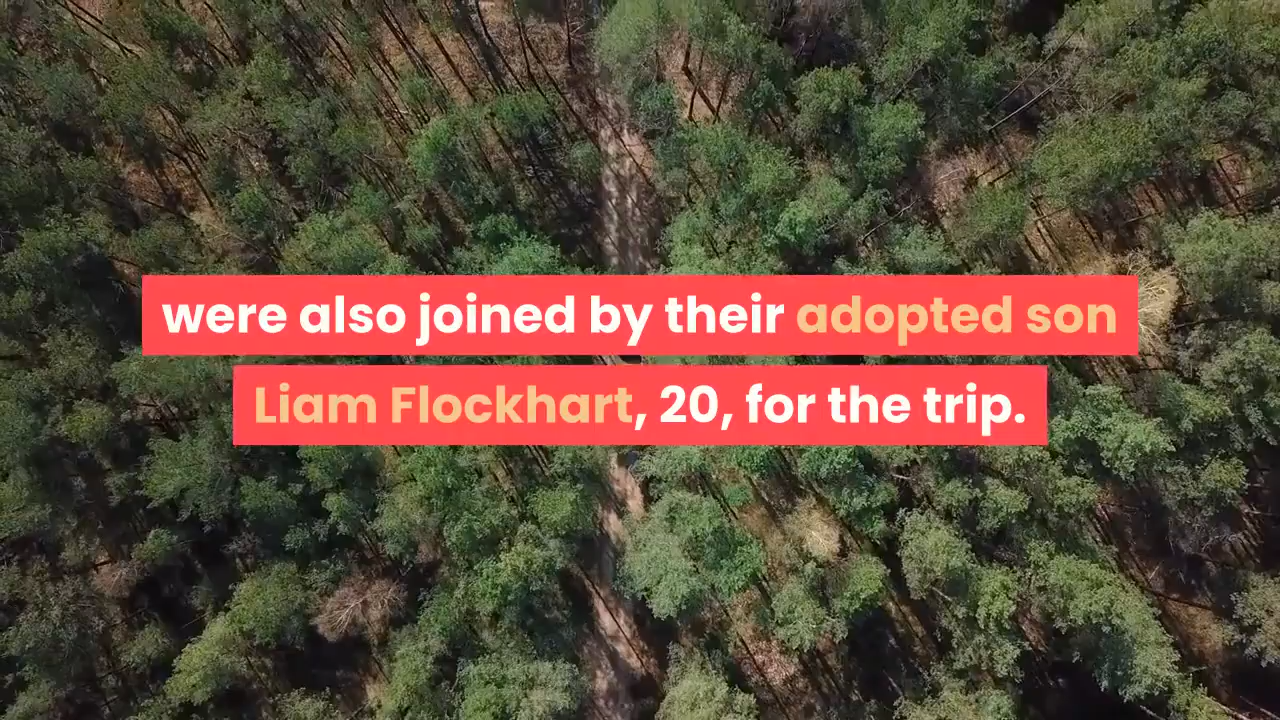 were also joined by their adopted son
Liam Flockhart, 20, for the trip.